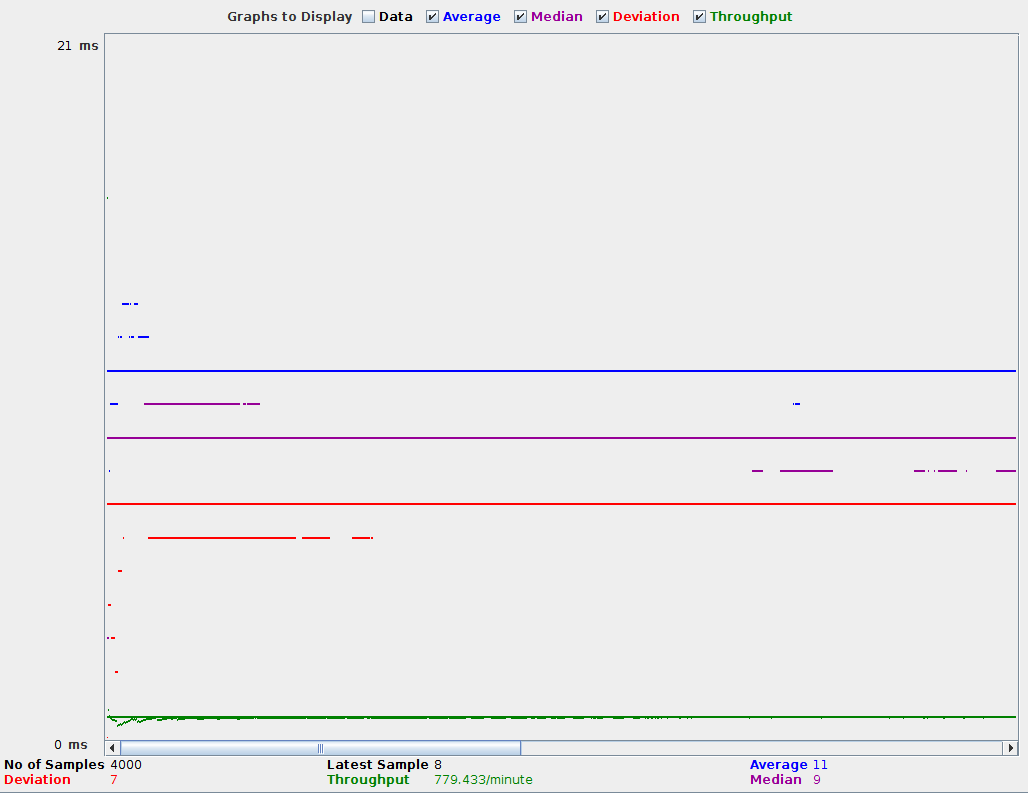 Graphs to Display Data Average Median Deviation Throughput
21 ms
0 ms
No of Samples 4000 Latest Sample 8 Average 11
Deviation 7 Throughput 779.433/minute Median 9